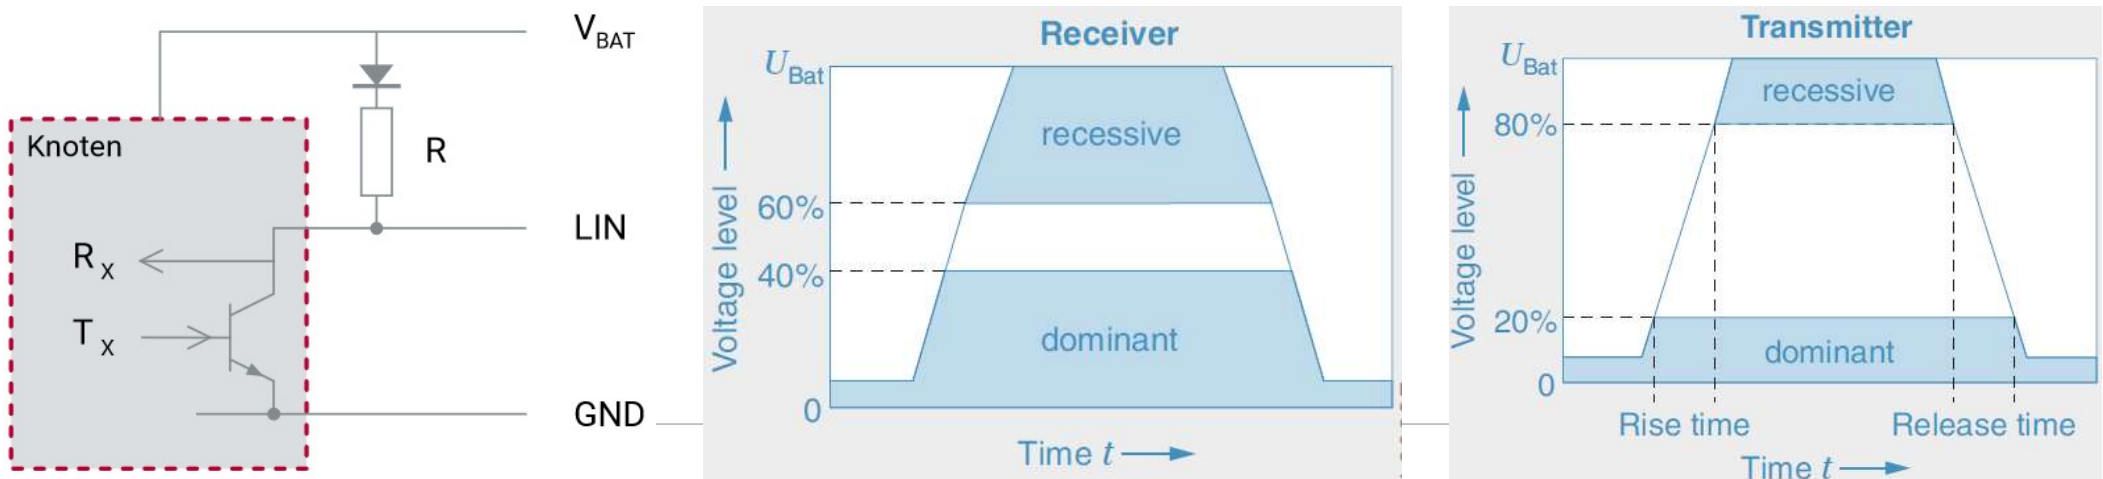 V_BAT
Knoten
R
LIN
R_X
T_X
GND
Receiver
U_Bat
recessive
60%
40%
dominant
0
Voltage level
Time t
Transmitter
U_Bat
recessive
80%
20%
dominant
0
Voltage level
Rise time
Release time
Time t